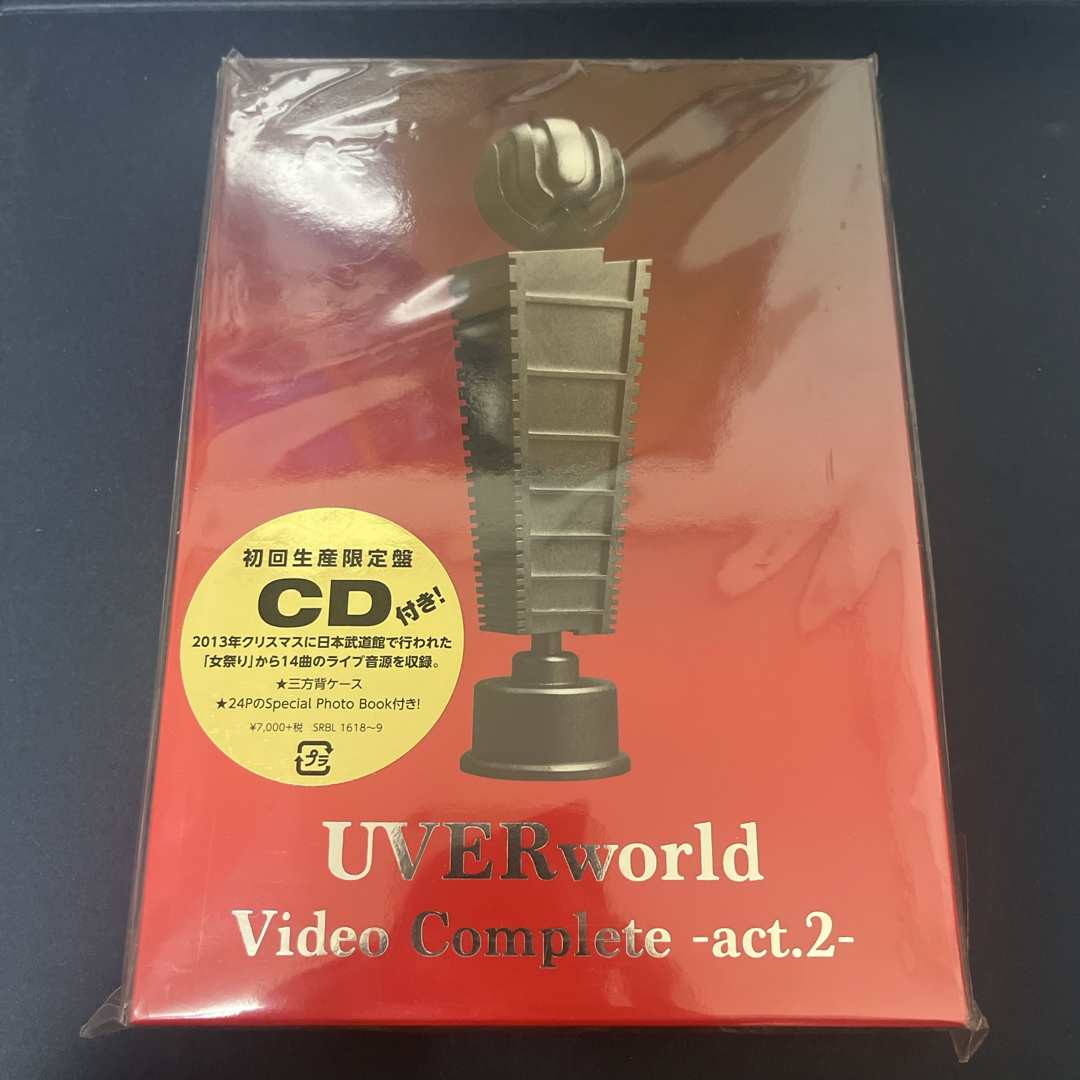 初回生産限定盤
CD付き!
2013年クリスマスに日本武道館で行われた
「女祭り」から14曲のライブ音源を収録。
★三方背ケース
★24PのSpecial Photo Book付き!
¥7,000+税 SRBL 1618~9
プラ
UVERworld
Video Complete -act.2-